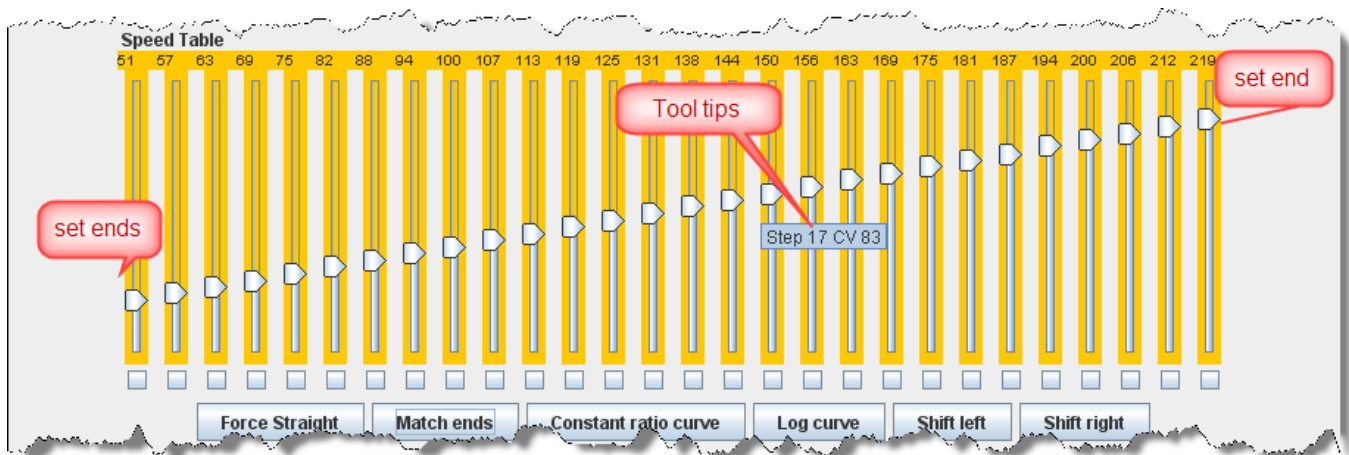 Speed Table
51 57 63 69 75 82 88 94 100 107 113 119 125 131 138 144 150 156 163 169 175 181 187 194 200 206 212 219
set end
Tool tips
set ends
Step 17 CV 83
Force Straight Match ends Constant ratio curve Log curve Shift left Shift right